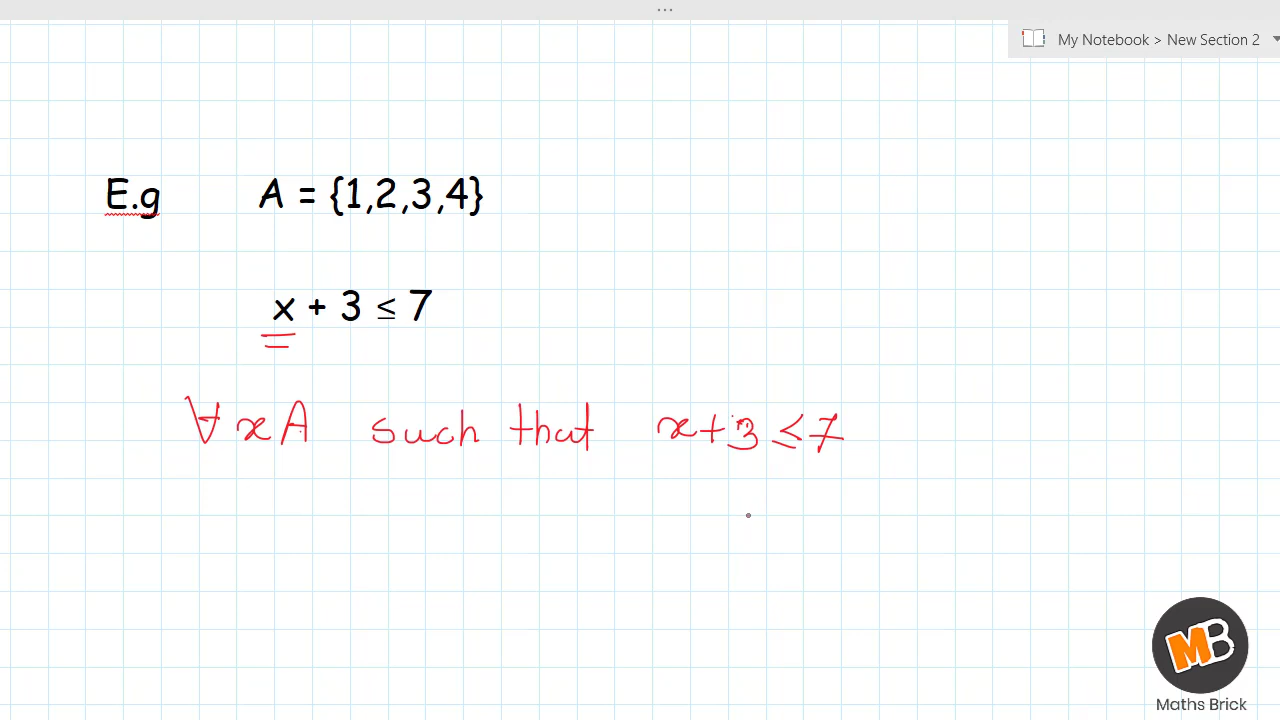 ...
My Notebook > New Section 2
E.g A = {1,2,3,4}
x + 3 ≤ 7
∀ x A such that x+3 ≤ 7
MB
Maths Brick